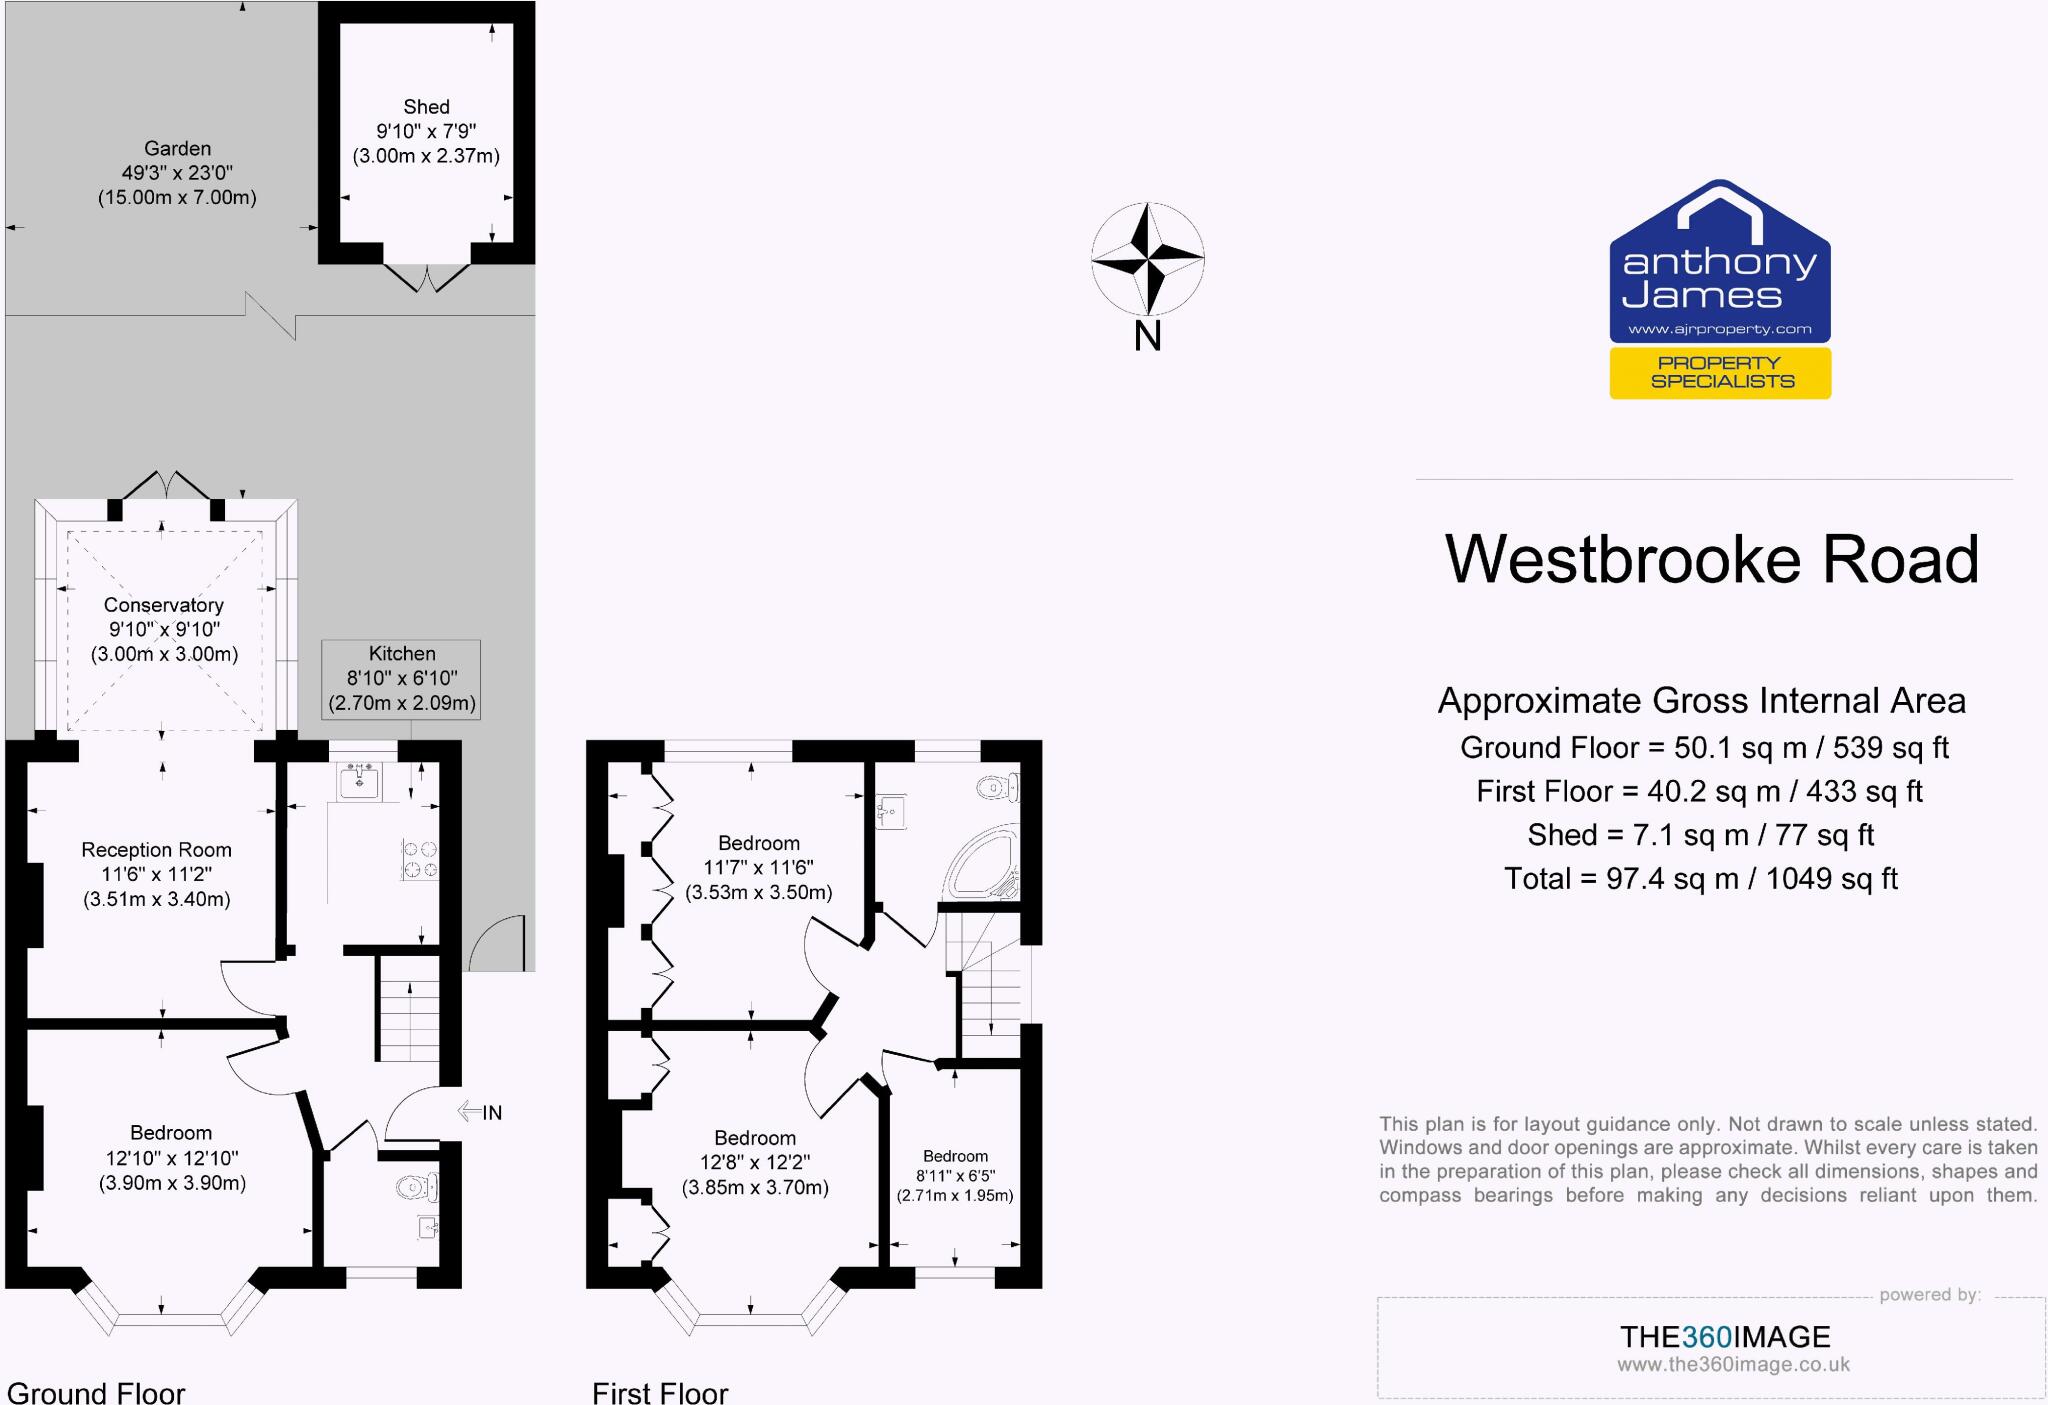 Shed
9'10" x 7'9"
(3.00m x 2.37m)
Garden
49'3" x 23'0"
(15.00m x 7.00m)
N
Conservatory
9'10" x 9'10"
(3.00m x 3.00m)
Kitchen
8'10" x 6'10"
(2.70m x 2.09m)
Reception Room
11'6" x 11'2"
(3.51m x 3.40m)
IN
Bedroom
12'10" x 12'10"
(3.90m x 3.90m)
Ground Floor
Bedroom
11'7" x 11'6"
(3.53m x 3.50m)
Bedroom
12'8" x 12'2"
(3.85m x 3.70m)
Bedroom
8'11" x 6'5"
(2.71m x 1.95m)
First Floor
anthony
James
www.ajrproperty.com
PROPERTY
SPECIALISTS
Westbrooke Road
Approximate Gross Internal Area
Ground Floor = 50.1 sq m / 539 sq ft
First Floor = 40.2 sq m / 433 sq ft
Shed = 7.1 sq m / 77 sq ft
Total = 97.4 sq m / 1049 sq ft
This plan is for layout guidance only. Not drawn to scale unless stated.
Windows and door openings are approximate. Whilst every care is taken
in the preparation of this plan, please check all dimensions, shapes and
compass bearings before making any decisions reliant upon them.
powered by:
THE360IMAGE
www.the360image.co.uk